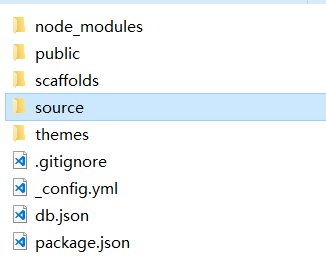 node_modules
public
scaffolds
source
themes
.gitignore
_config.yml
db.json
package.json